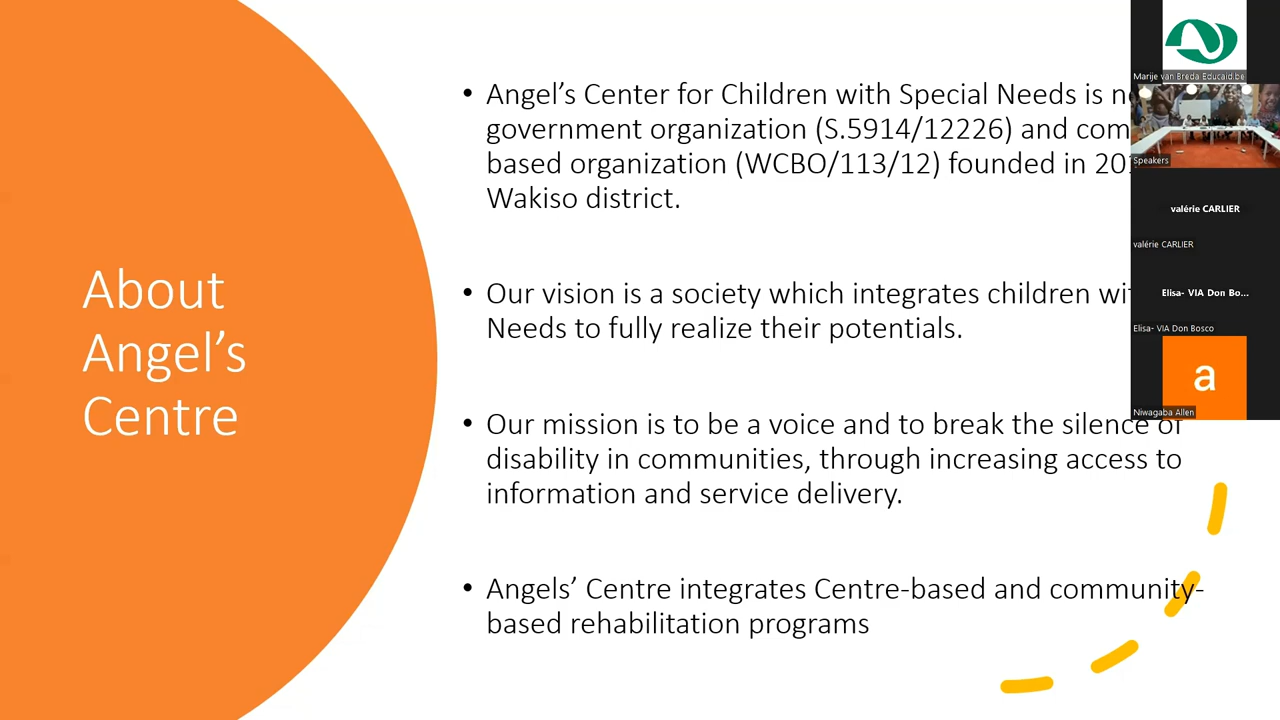 About
Angel’s
Centre
• Angel’s Center for Children with Special Needs is
government organization (S.5914/12226) and
based organization (WCBO/113/12) founded in
Wakiso district.
• Our vision is a society which integrates children
Needs to fully realize their potentials.
• Our mission is to be a voice and to break the silence of
disability in communities, through increasing access to
information and service delivery.
• Angels’ Centre integrates Centre-based and community-
based rehabilitation programs
Marije van Breda Educaid.be
Speakers
valérie CARLIER
valérie CARLIER
Elisa- VIA Don Bo...
Elisa- VIA Don Bosco
a
Niwagaba Allen